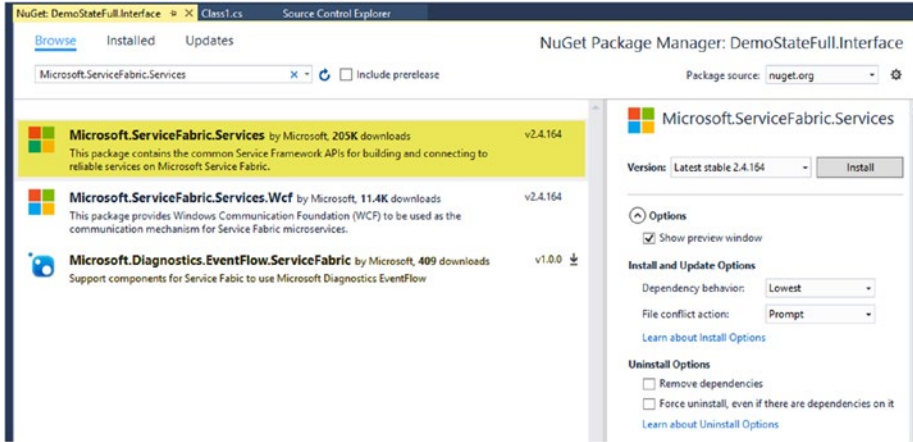 NuGet: DemoStateFull.Interface Class1.cs Source Control Explorer
Browse Installed Updates
NuGet Package Manager: DemoStateFull.Interface
Microsoft.ServiceFabric.Services
Include prerelease
Package source: nuget.org
Microsoft.ServiceFabric.Services by Microsoft, 205K downloads v2.4.164
This package contains the common Service Framework APIs for building and connecting to
reliable services on Microsoft Service Fabric.
Microsoft.ServiceFabric.Services.Wcf by Microsoft, 11.4K downloads v2.4.164
This package provides Windows Communication Foundation (WCF) to be used as the
communication mechanism for Service Fabric microservices.
Microsoft.Diagnostics.EventFlow.ServiceFabric by Microsoft, 409 downloads v1.0.0
Support components for Service Fabic to use Microsoft Diagnostics EventFlow
Microsoft.ServiceFabric.Services
Version: Latest stable 2.4.164 Install
Options
Show preview window
Install and Update Options
Dependency behavior: Lowest
File conflict action: Prompt
Learn about Install Options
Uninstall Options
Remove dependencies
Force uninstall, even if there are dependencies on it
Learn about Uninstall Options